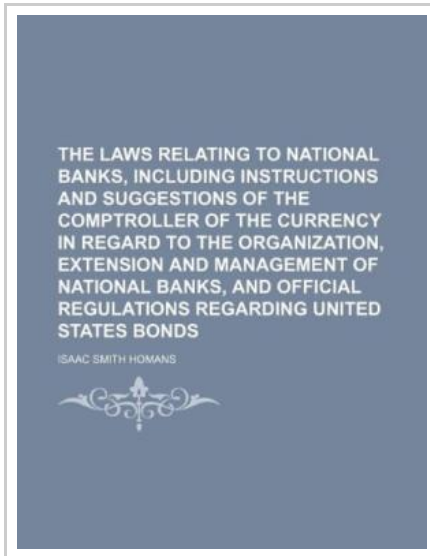 THE LAWS RELATING TO NATIONAL
BANKS, INCLUDING INSTRUCTIONS
AND SUGGESTIONS OF THE
COMPTROLLER OF THE CURRENCY
IN REGARD TO THE ORGANIZATION,
EXTENSION AND MANAGEMENT OF
NATIONAL BANKS, AND OFFICIAL
REGULATIONS REGARDING UNITED
STATES BONDS
ISAAC SMITH HOMANS